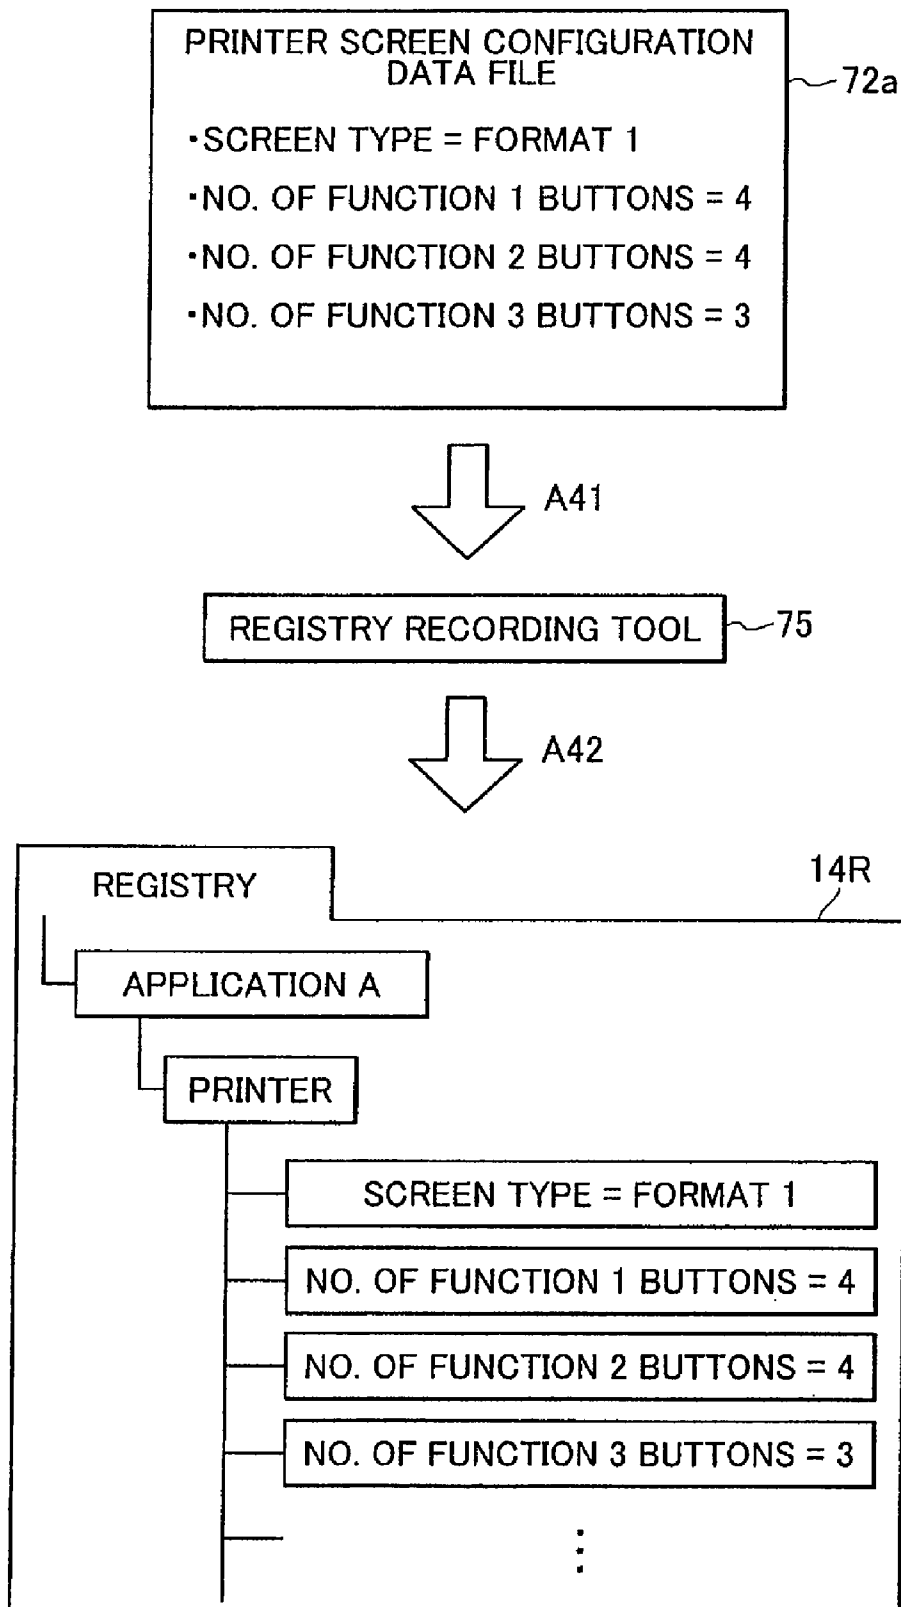 PRINTER SCREEN CONFIGURATION
DATA FILE
72a
・SCREEN TYPE = FORMAT 1
・NO. OF FUNCTION 1 BUTTONS = 4
・NO. OF FUNCTION 2 BUTTONS = 4
・NO. OF FUNCTION 3 BUTTONS = 3
A41
REGISTRY RECORDING TOOL
75
A42
REGISTRY
14R
APPLICATION A
PRINTER
SCREEN TYPE = FORMAT 1
NO. OF FUNCTION 1 BUTTONS = 4
NO. OF FUNCTION 2 BUTTONS = 4
NO. OF FUNCTION 3 BUTTONS = 3
⋮